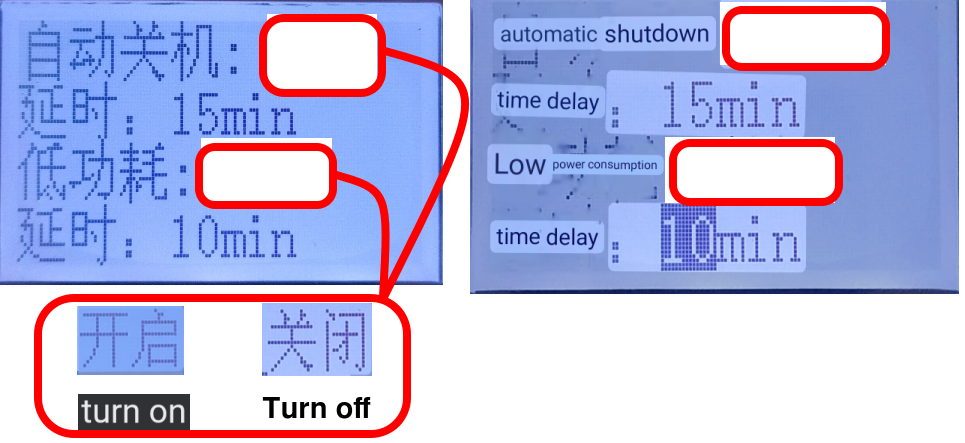 自动关机:
延时: 15min
低功耗:
延时: 10min
automatic shutdown
time delay : 15min
Low power consumption
time delay : 10min
开启 关闭
turn on Turn off